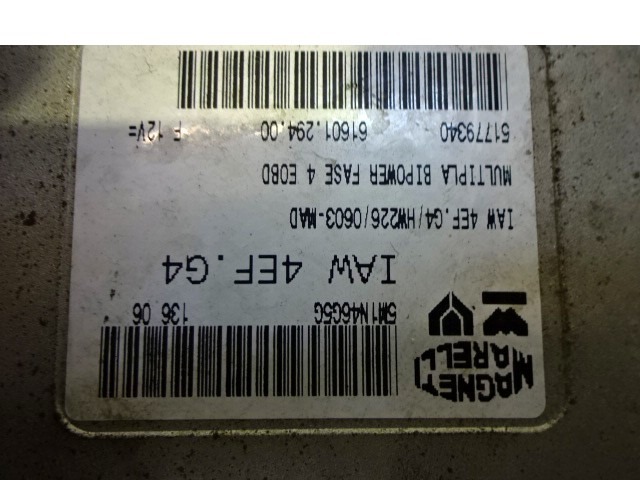 MAGNETI
MARELLI
5M1N46G5G 136 06
IAW 4EF.G4
IAW 4EF.G4/HW226/0603-MAD
MULTIPLA BIPOWER FASE 4 EOBD
51779340 61601.294.00 F 12V=